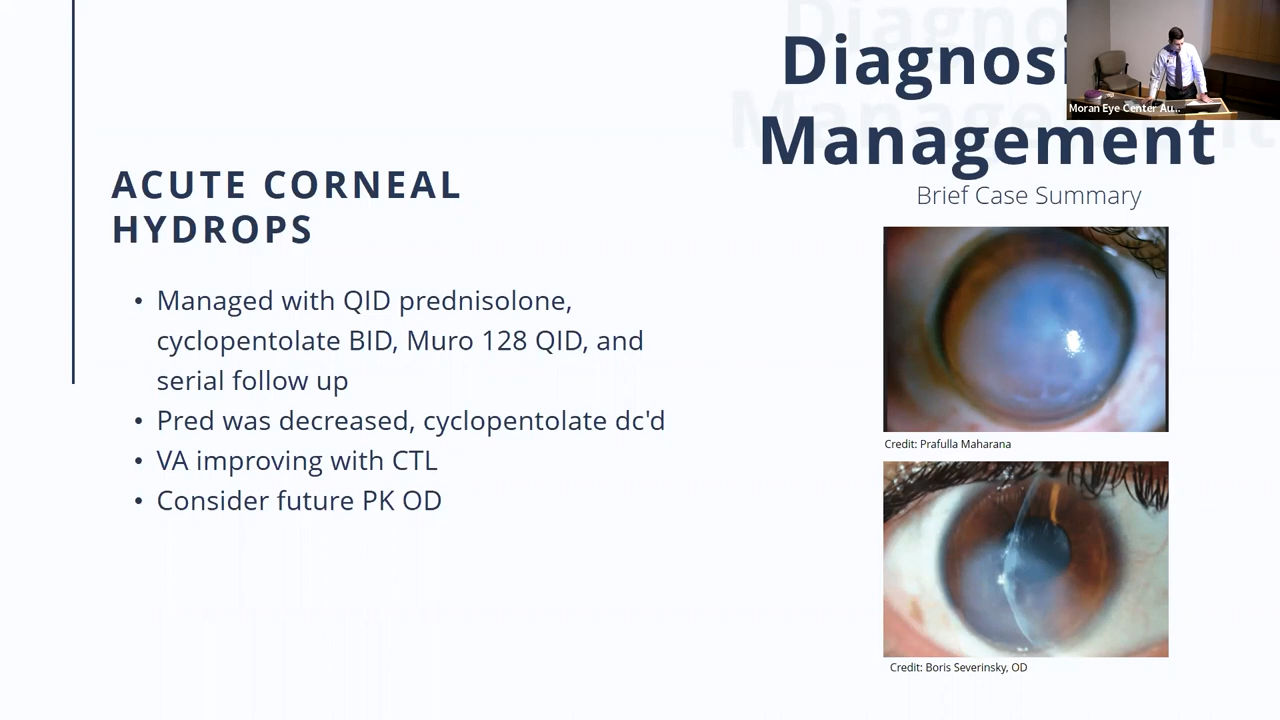 Diagnosi
Management
Moran Eye Center Au...
Brief Case Summary
ACUTE CORNEAL
HYDROPS
• Managed with QID prednisolone,
cyclopentolate BID, Muro 128 QID, and
serial follow up
• Pred was decreased, cyclopentolate dc'd
• VA improving with CTL
• Consider future PK OD
Credit: Prafulla Maharana
Credit: Boris Severinsky, OD